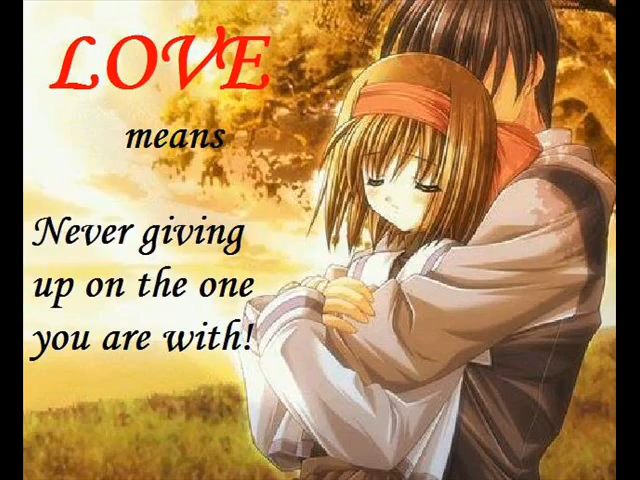 LOVE
means
Never giving
up on the one
you are with!